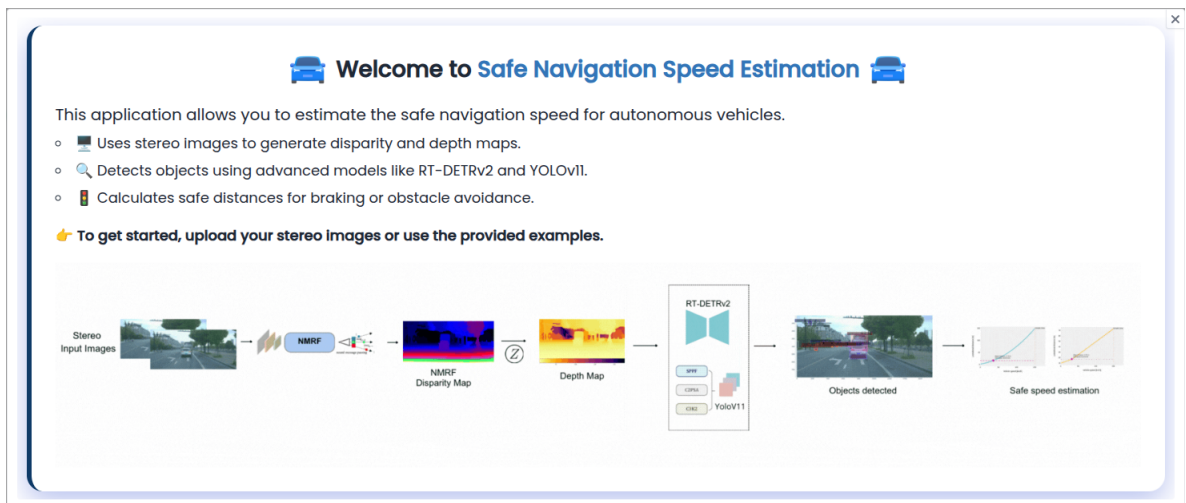 Welcome to Safe Navigation Speed Estimation
This application allows you to estimate the safe navigation speed for autonomous vehicles.
Uses stereo images to generate disparity and depth maps.
Detects objects using advanced models like RT-DETRv2 and YOLOv11.
Calculates safe distances for braking or obstacle avoidance.
To get started, upload your stereo images or use the provided examples.
Stereo
Input Images
NMRF
NMRF
Disparity Map
Z
Depth Map
RT-DETRv2
SPPF
C2PSA
C3K2
YoloV11
Objects detected
Safe speed estimation